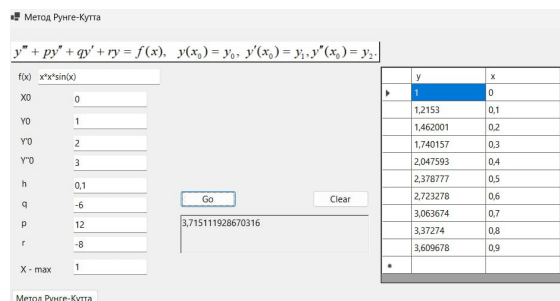 Метод Рунге-Кутта
y''' + py'' + qy' + ry = f(x), y(x₀) = y₀, y'(x₀) = y₁, y''(x₀) = y₂.
f(x) x*x*sin(x)
X0 0
Y0 1
Y'0 2
Y''0 3
h 0,1
q -6
p 12
r -8
X - max 1
Go Clear
3,715111928670316
y x
1 0
1,2153 0,1
1,462001 0,2
1,740157 0,3
2,047593 0,4
2,378777 0,5
2,723278 0,6
3,063674 0,7
3,37274 0,8
3,609678 0,9
Метод Рунге-Кутта